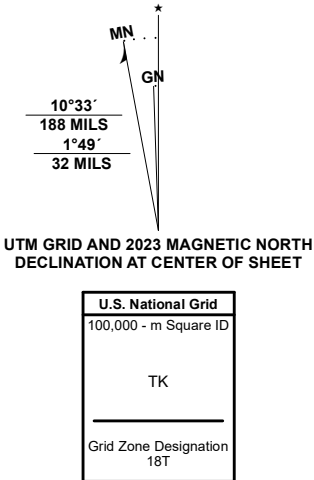 MN
GN
10°33´
188 MILS
1°49´
32 MILS
UTM GRID AND 2023 MAGNETIC NORTH
DECLINATION AT CENTER OF SHEET
U.S. National Grid
100,000 - m Square ID
TK
Grid Zone Designation
18T